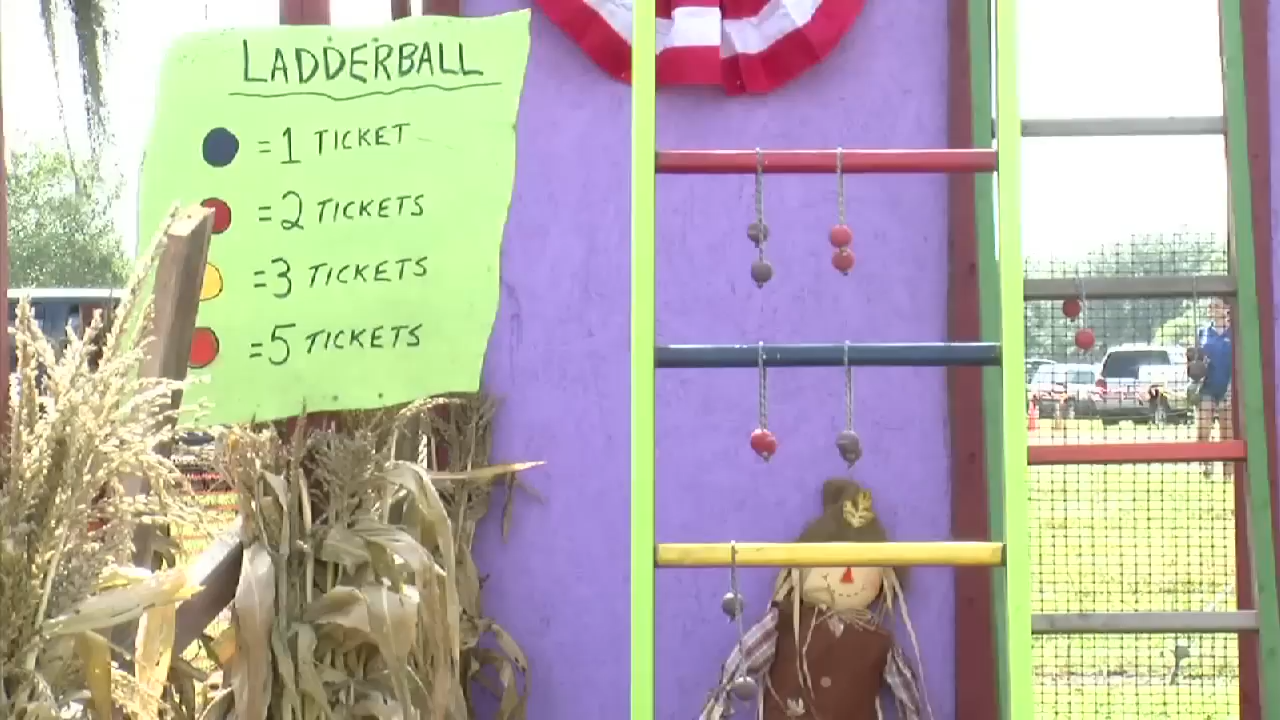 LADDERBALL
= 1 TICKET
= 2 TICKETS
= 3 TICKETS
= 5 TICKETS